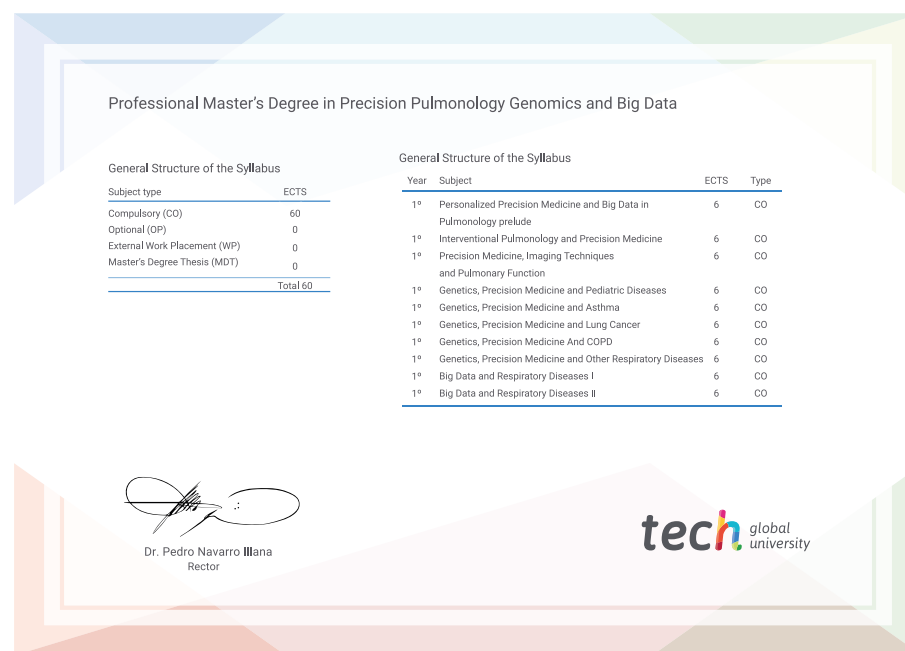 Professional Master's Degree in Precision Pulmonology Genomics and Big Data
General Structure of the Syllabus
Subject type ECTS
Compulsory (CO) 60
Optional (OP) 0
External Work Placement (WP) 0
Master's Degree Thesis (MDT) 0
Total 60
General Structure of the Syllabus
Year Subject ECTS Type
1º Personalized Precision Medicine and Big Data in 6 CO
Pulmonology prelude
1º Interventional Pulmonology and Precision Medicine 6 CO
1º Precision Medicine, Imaging Techniques 6 CO
and Pulmonary Function
1º Genetics, Precision Medicine and Pediatric Diseases 6 CO
1º Genetics, Precision Medicine and Asthma 6 CO
1º Genetics, Precision Medicine and Lung Cancer 6 CO
1º Genetics, Precision Medicine And COPD 6 CO
1º Genetics, Precision Medicine and Other Respiratory Diseases 6 CO
1º Big Data and Respiratory Diseases I 6 CO
1º Big Data and Respiratory Diseases II 6 CO
Dr. Pedro Navarro Illana
Rector
tech global
university